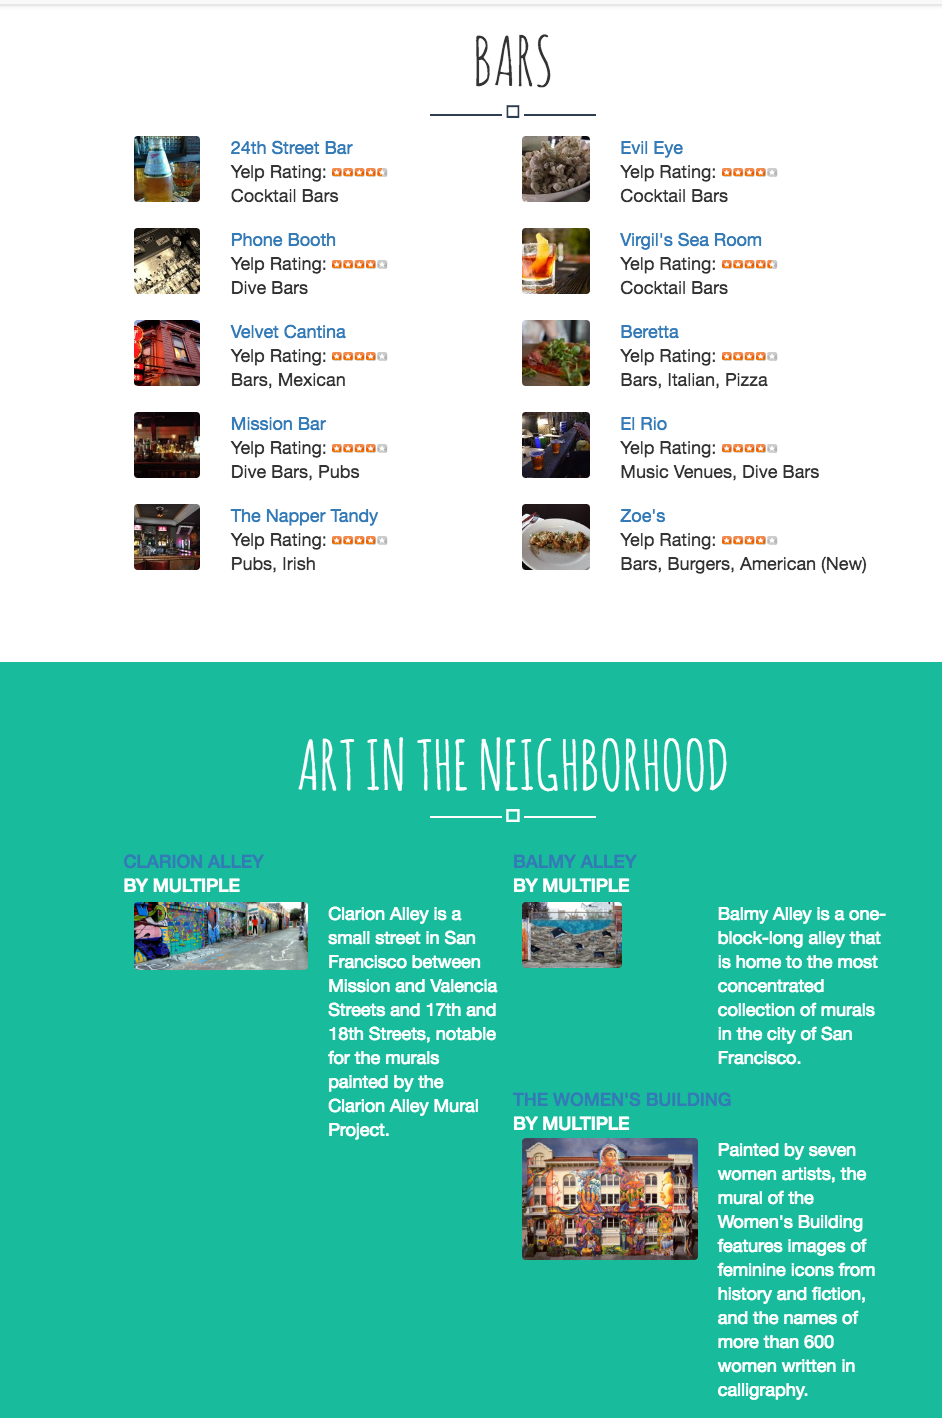 BARS
24th Street Bar
Yelp Rating:
Cocktail Bars
Evil Eye
Yelp Rating:
Cocktail Bars
Phone Booth
Yelp Rating:
Dive Bars
Virgil's Sea Room
Yelp Rating:
Cocktail Bars
Velvet Cantina
Yelp Rating:
Bars, Mexican
Beretta
Yelp Rating:
Bars, Italian, Pizza
Mission Bar
Yelp Rating:
Dive Bars, Pubs
El Rio
Yelp Rating:
Music Venues, Dive Bars
The Napper Tandy
Yelp Rating:
Pubs, Irish
Zoe's
Yelp Rating:
Bars, Burgers, American (New)
ART IN THE NEIGHBORHOOD
CLARION ALLEY
BY MULTIPLE
Clarion Alley is a
small street in San
Francisco between
Mission and Valencia
Streets and 17th and
18th Streets, notable
for the murals
painted by the
Clarion Alley Mural
Project.
BALMY ALLEY
BY MULTIPLE
Balmy Alley is a one-
block-long alley that
is home to the most
concentrated
collection of murals
in the city of San
Francisco.
THE WOMEN'S BUILDING
BY MULTIPLE
Painted by seven
women artists, the
mural of the
Women's Building
features images of
feminine icons from
history and fiction,
and the names of
more than 600
women written in
calligraphy.